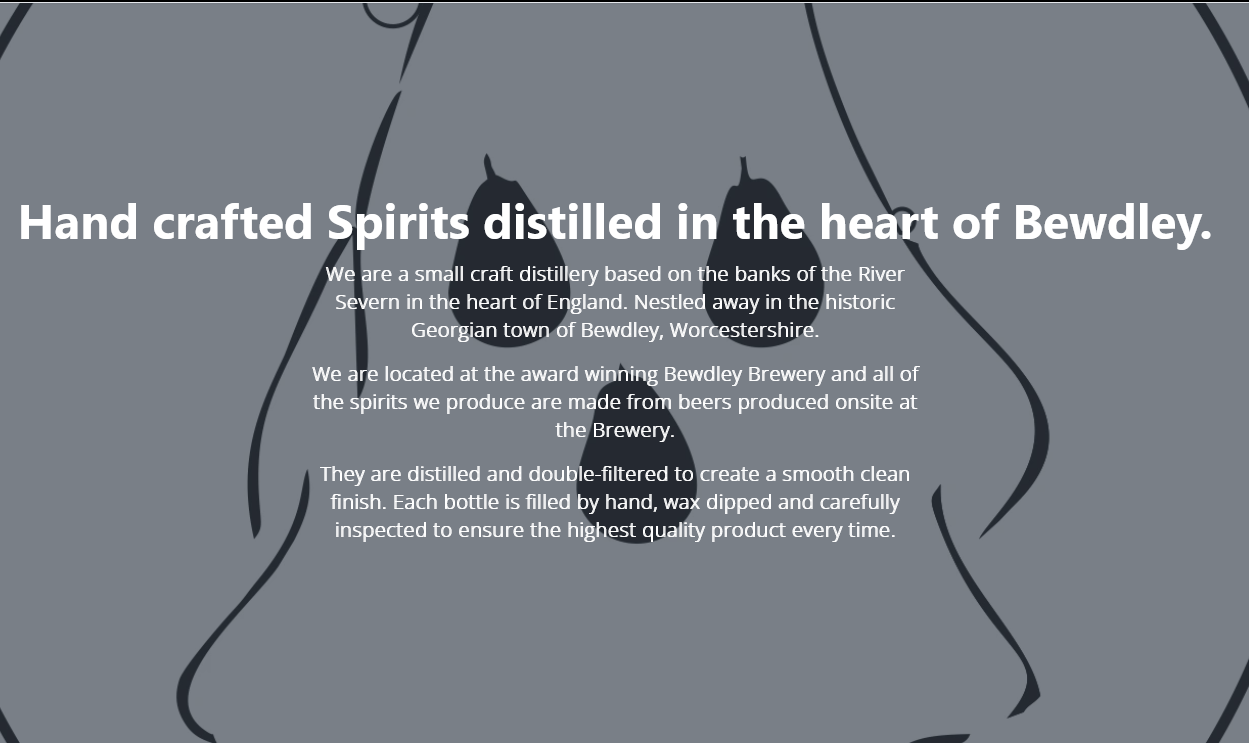 Hand crafted Spirits distilled in the heart of Bewdley.
We are a small craft distillery based on the banks of the River
Severn in the heart of England. Nestled away in the historic
Georgian town of Bewdley, Worcestershire.
We are located at the award winning Bewdley Brewery and all of
the spirits we produce are made from beers produced onsite at
the Brewery.
They are distilled and double-filtered to create a smooth clean
finish. Each bottle is filled by hand, wax dipped and carefully
inspected to ensure the highest quality product every time.